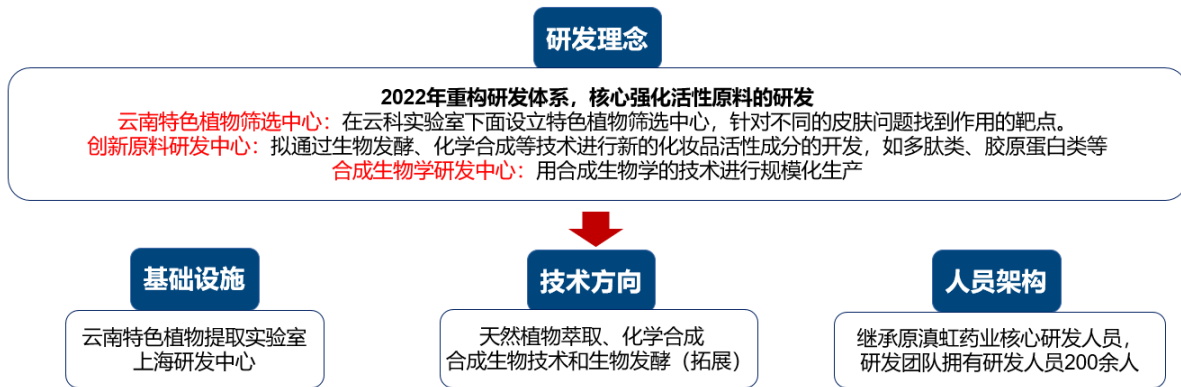 研发理念
2022年重构研发体系，核心强化活性原料的研发
云南特色植物筛选中心：在云科实验室下面设立特色植物筛选中心，针对不同的皮肤问题找到作用的靶点。
创新原料研发中心：拟通过生物发酵、化学合成等技术进行新的化妆品活性成分的开发，如多肽类、胶原蛋白类等
合成生物学研发中心：用合成生物学的技术进行规模化生产
基础设施
云南特色植物提取实验室
上海研发中心
技术方向
天然植物萃取、化学合成
合成生物技术和生物发酵（拓展）
人员架构
继承原滇虹药业核心研发人员，
研发团队拥有研发人员200余人